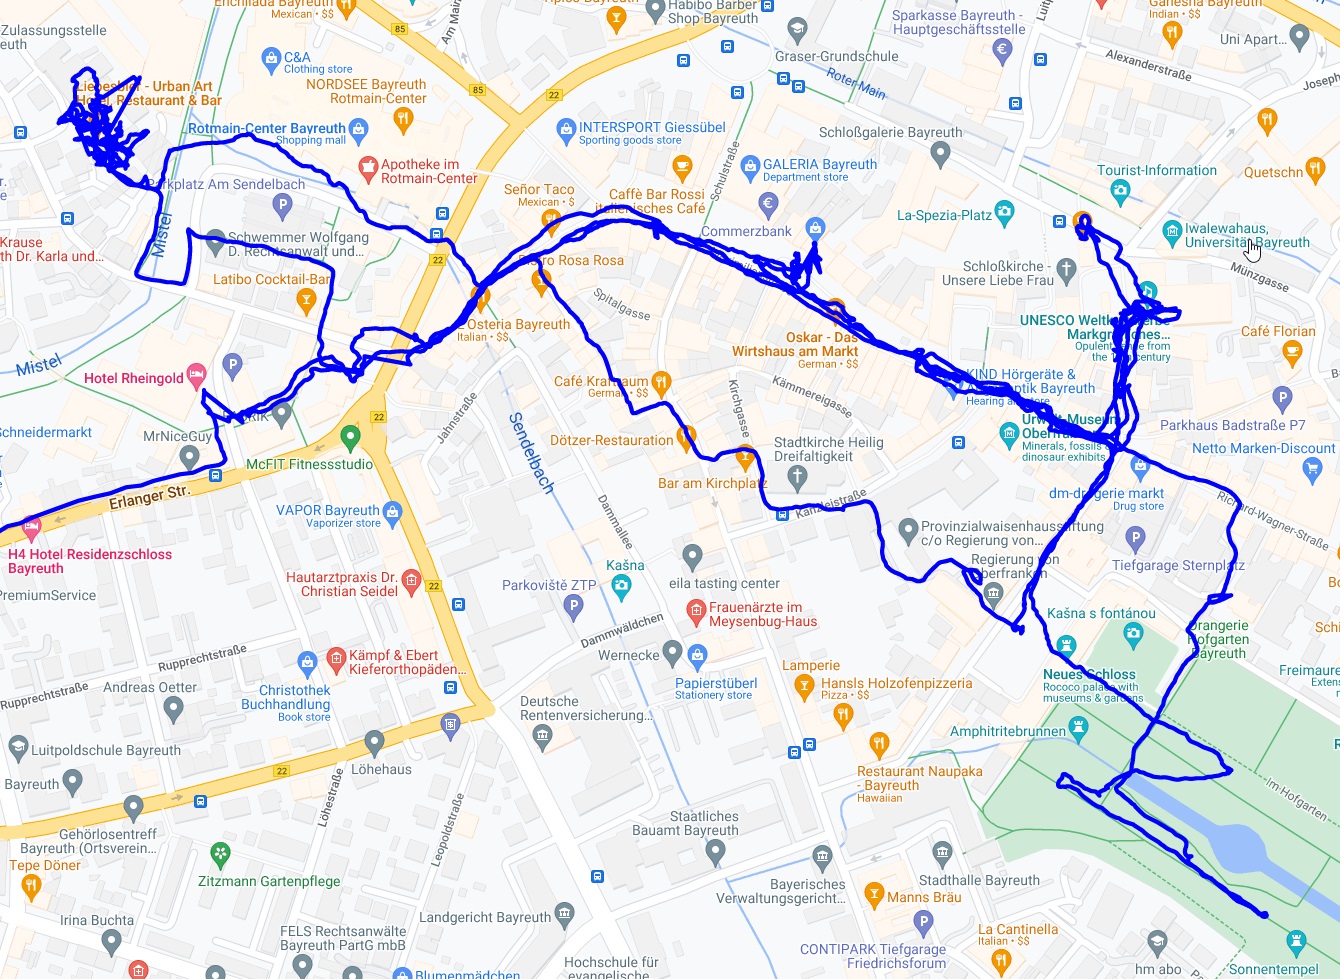 Enchilada Bayreuth
Mexican • $$
Habibo Barber
Shop Bayreuth
Sparkasse Bayreuth -
Hauptgeschäftsstelle
Ganesha Bayreuth
Indian • $$
Zulassungsstelle
euth
85
Am Main
Uni Apart...
C&A
Clothing store
Graser-Grundschule
Alexanderstraße
Roter-Main
Liebesbier - Urban Art
Hotel, Restaurant & Bar
NORDSEE Bayreuth
Rotmain-Center
85
22
Rotmain-Center Bayreuth
Shopping mall
INTERSPORT Giessübel
Sporting goods store
Schloßgalerie Bayreuth
Schulstraße
Apotheke im
Rotmain-Center
GALERIA Bayreuth
Department store
Tourist-Information
Quetschn
Parkplatz Am Sendelbach
Señor Taco
Mexican • $
Caffè Bar Rossi
italienisches Café
La-Spezia-Platz
Mistel
Commerzbank
Iwalewahaus,
Universität Bayreuth
Krause
th Dr. Karla und...
Schwemmer Wolfgang
D. Rechtsanwalt und...
22
Bistro Rosa Rosa
Schloßkirche -
Unsere Liebe Frau
Münzgasse
Latibo Cocktail-Bar
Spitalgasse
Osteria Bayreuth
Italian • $$
UNESCO Weltkulturerbe
Markgräfliches...
Opulent venue from
the 18th century
Oskar - Das
Wirtshaus am Markt
German • $$
Café Florian
Mistel
Hotel Rheingold
Café Kraftraum
German • $$
Kämmereigasse
KIND Hörgeräte &
Augenoptik Bayreuth
Hearing aid store
Kirchgasse
Jahnstraße
22
Schneidermarkt
MrNiceGuy
Dötzer-Restauration
Stadtkirche Heilig
Dreifaltigkeit
Urwelt-Museum
Oberfranken
Minerals, fossils &
dinosaur exhibits
Parkhaus Badstraße P7
Netto Marken-Discount
McFIT Fitnessstudio
Sendelbach
Bar am Kirchplatz
Erlanger Str.
dm-drogerie markt
Drug store
Richard-Wagner-Straße
VAPOR Bayreuth
Vaporizer store
Dammallee
Kanzleistraße
Provinzialwaisenhausstiftung
c/o Regierung von...
H4 Hotel Residenzschloss
Bayreuth
Tiefgarage Sternplatz
Kašna
eila tasting center
Regierung von
Oberfranken
Hautarztpraxis Dr.
Christian Seidel
22
Parkoviště ZTP
PremiumService
Frauenärzte im
Meysenbug-Haus
Kašna s fontánou
Dammwäldchen
Orangerie
Hofgarten
Bayreuth
Rupprechtstraße
Kämpf & Ebert
Kieferorthopäden...
Wernecke
Papierstüberl
Stationery store
Lamperie
Hansls Holzofenpizzeria
Pizza • $$
Neues Schloss
Rococo palace with
museums & gardens
Freimaure
Exten
Rupprechtstraße
Andreas Oetter
Christothek
Buchhandlung
Book store
Deutsche
Rentenversicherung...
Amphitritebrunnen
Luitpoldschule Bayreuth
Löhehaus
22
Restaurant Naupaka
- Bayreuth
Hawaiian
Im Hofgarten
Bayreuth
Löhestraße
Leopoldstraße
Gehörlosentreff
Bayreuth (Ortsverein...
Staatliches
Bauamt Bayreuth
Tepe Döner
Zitzmann Gartenpflege
Bayerisches
Verwaltungsgericht...
Stadthalle Bayreuth
Manns Bräu
Irina Buchta
Landgericht Bayreuth
FELS Rechtsanwälte
Bayreuth PartG mbB
CONTIPARK Tiefgarage
Friedrichsforum
La Cantinella
Italian • $$
hm abo
Sonnentempel
Blumenmädchen
Hochschule für
evangelische